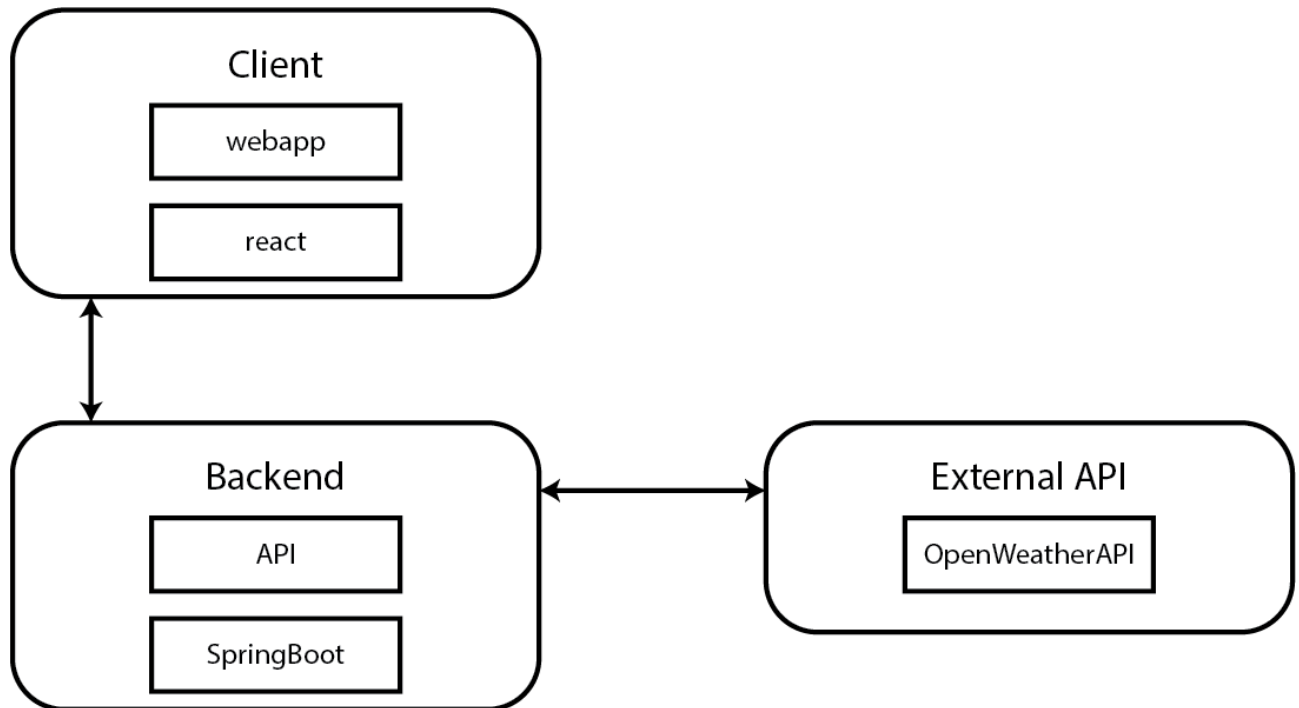 Client
webapp
react
Backend
API
SpringBoot
External API
OpenWeatherAPI